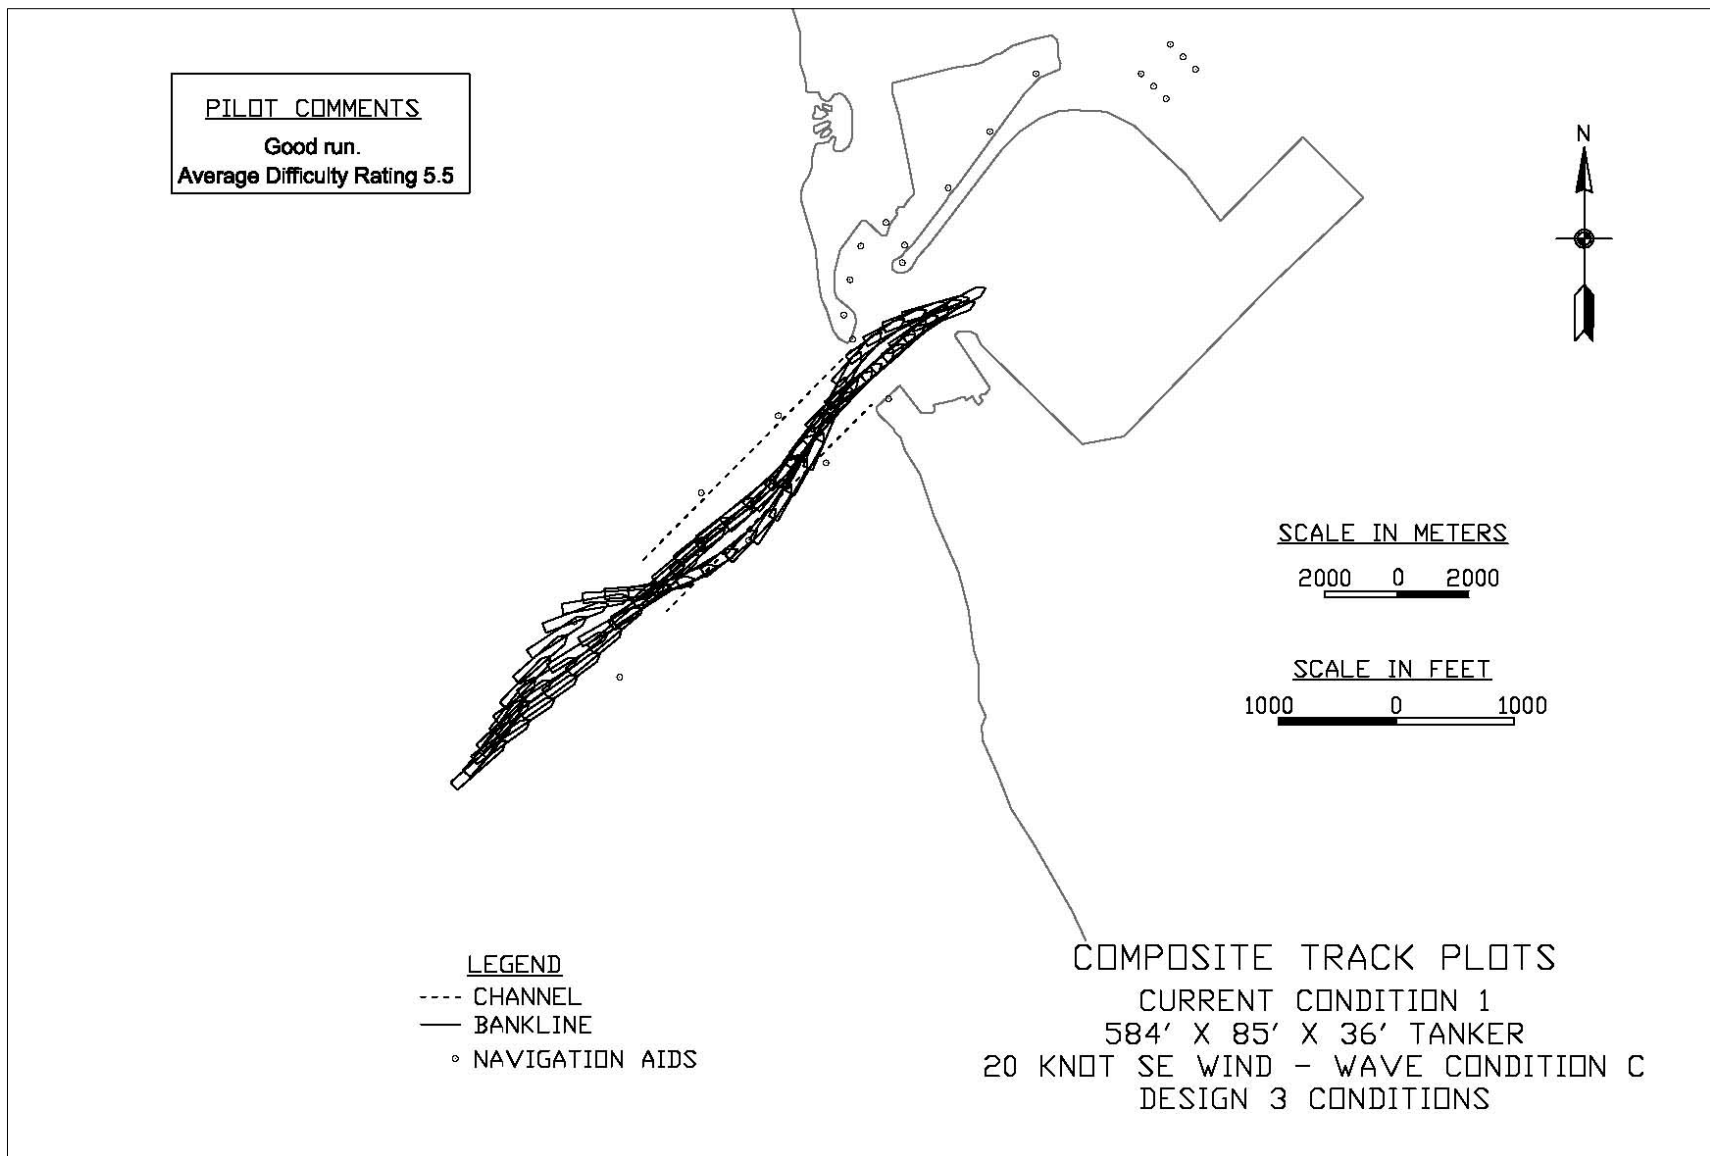 PILOT COMMENTS
Good run.
Average Difficulty Rating 5.5
N
SCALE IN METERS
2000 0 2000
SCALE IN FEET
1000 0 1000
LEGEND
CHANNEL
BANKLINE
NAVIGATION AIDS
COMPOSITE TRACK PLOTS
CURRENT CONDITION 1
584' X 85' X 36' TANKER
20 KNOT SE WIND - WAVE CONDITION C
DESIGN 3 CONDITIONS